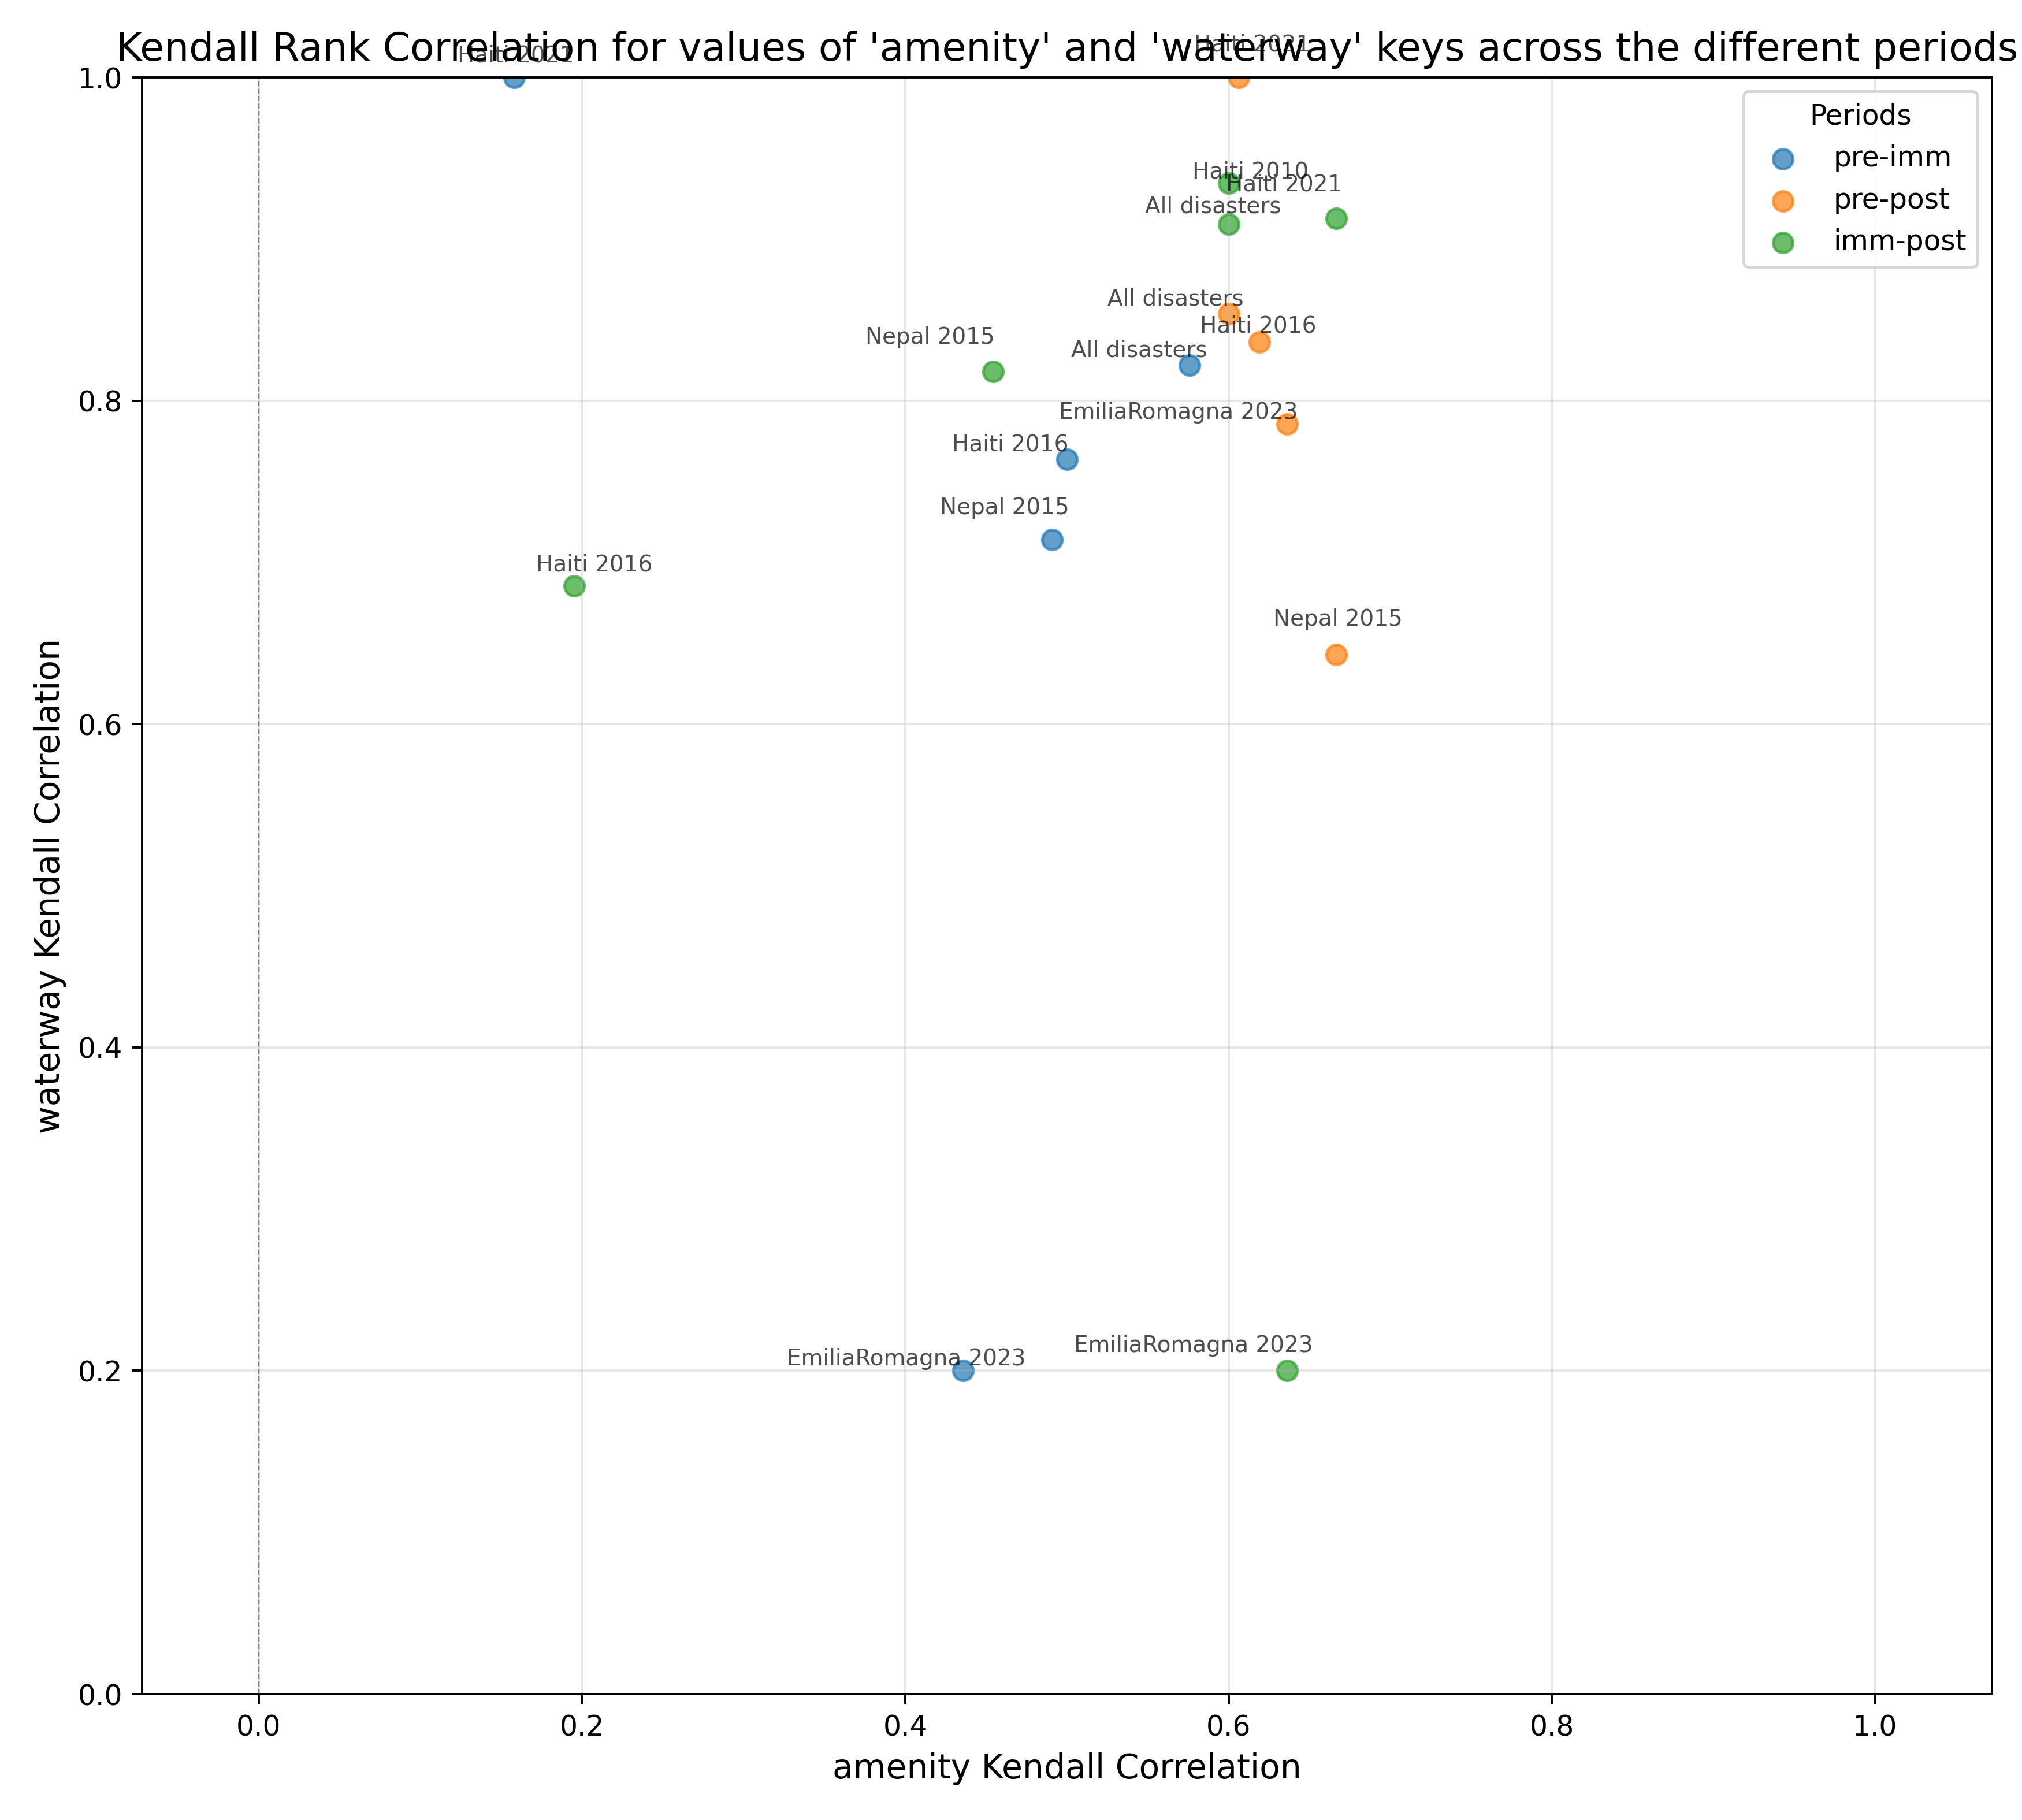 Kendall Rank Correlation for values of 'amenity' and 'waterway' keys across the different periods
Haiti 2021
Haiti 2021
1.0
Periods
pre-imm
pre-post
imm-post
Haiti 2010
Haiti 2021
All disasters
All disasters
Haiti 2016
Nepal 2015
All disasters
0.8
EmiliaRomagna 2023
Haiti 2016
Nepal 2015
Haiti 2016
Nepal 2015
0.6
waterway Kendall Correlation
0.4
EmiliaRomagna 2023
EmiliaRomagna 2023
0.2
0.0
0.0 0.2 0.4 0.6 0.8 1.0
amenity Kendall Correlation